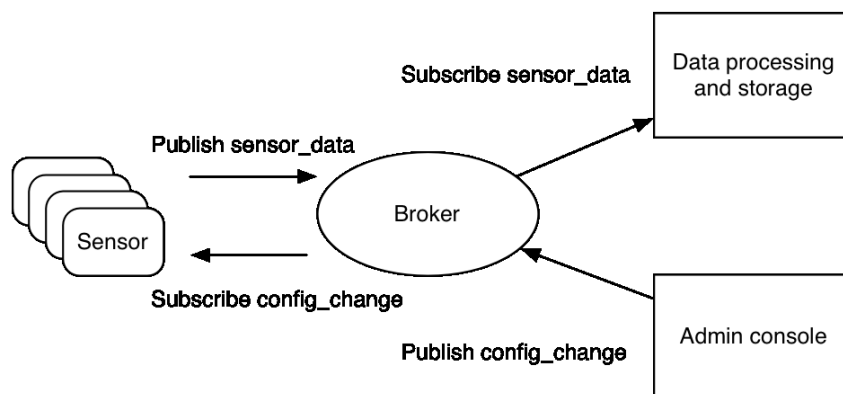 Subscribe sensor_data
Data processing
and storage
Publish sensor_data
Broker
Sensor
Subscribe config_change
Publish config_change
Admin console